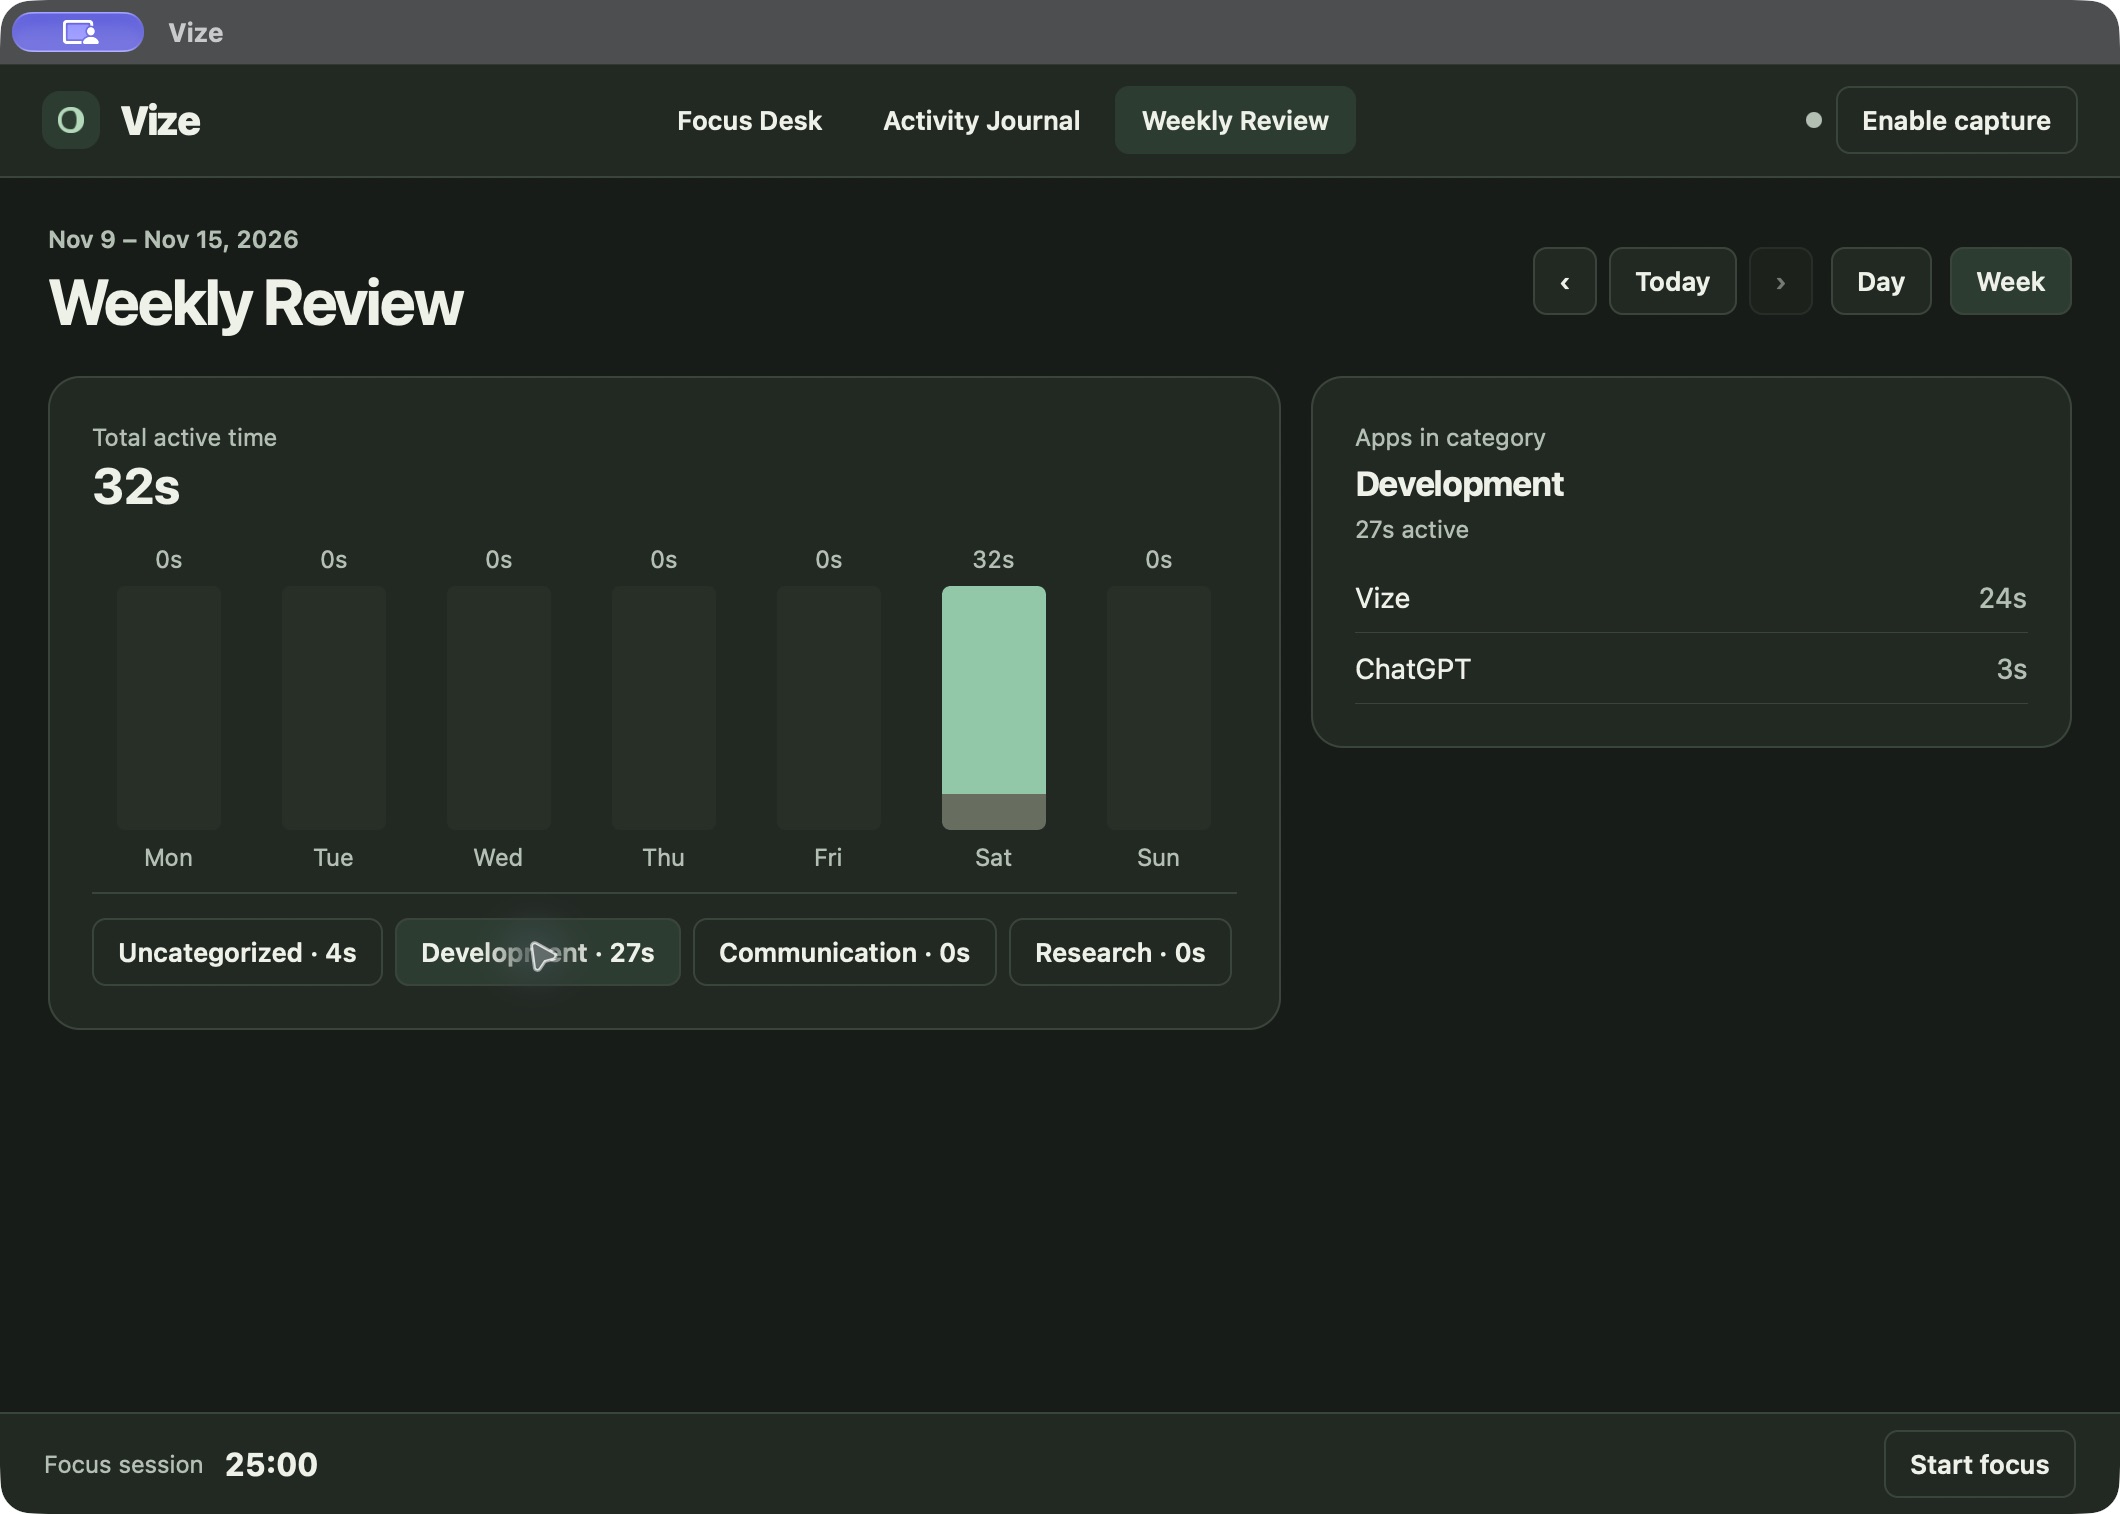 Vize
O
Vize
Focus Desk
Activity Journal
Weekly Review
Enable capture
Nov 9 – Nov 15, 2026
Weekly Review
‹
Today
›
Day
Week
Total active time
32s
0s 0s 0s 0s 0s 32s 0s
Mon Tue Wed Thu Fri Sat Sun
Uncategorized · 4s
Development · 27s
Communication · 0s
Research · 0s
Apps in category
Development
27s active
Vize 24s
ChatGPT 3s
Focus session 25:00
Start focus